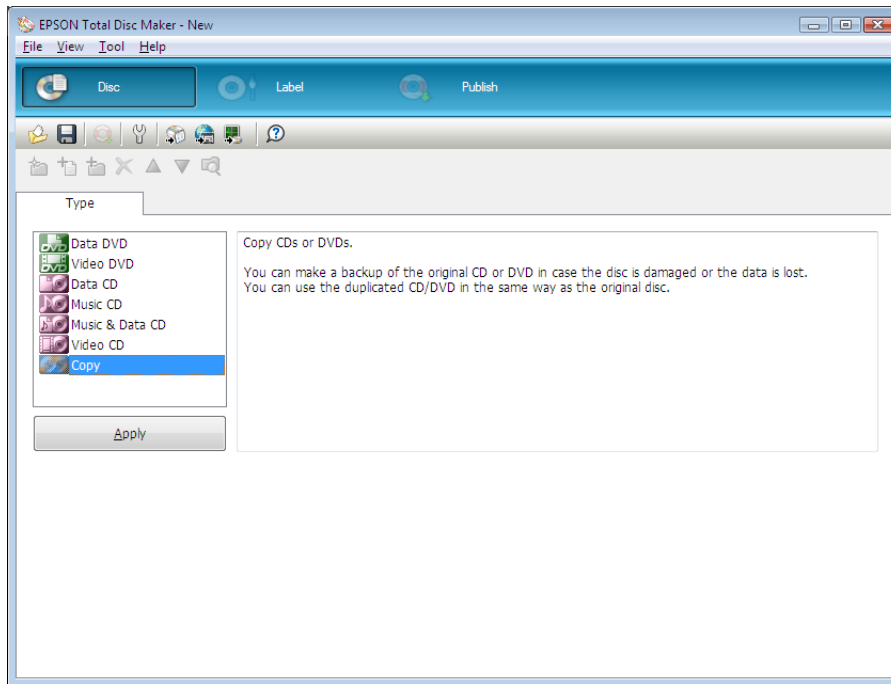 EPSON Total Disc Maker - New
File View Tool Help
Disc Label Publish
Type
DVD Data DVD
DVD Video DVD
Data CD
Music CD
Music & Data CD
Video CD
Copy
Apply
Copy CDs or DVDs.
You can make a backup of the original CD or DVD in case the disc is damaged or the data is lost.
You can use the duplicated CD/DVD in the same way as the original disc.